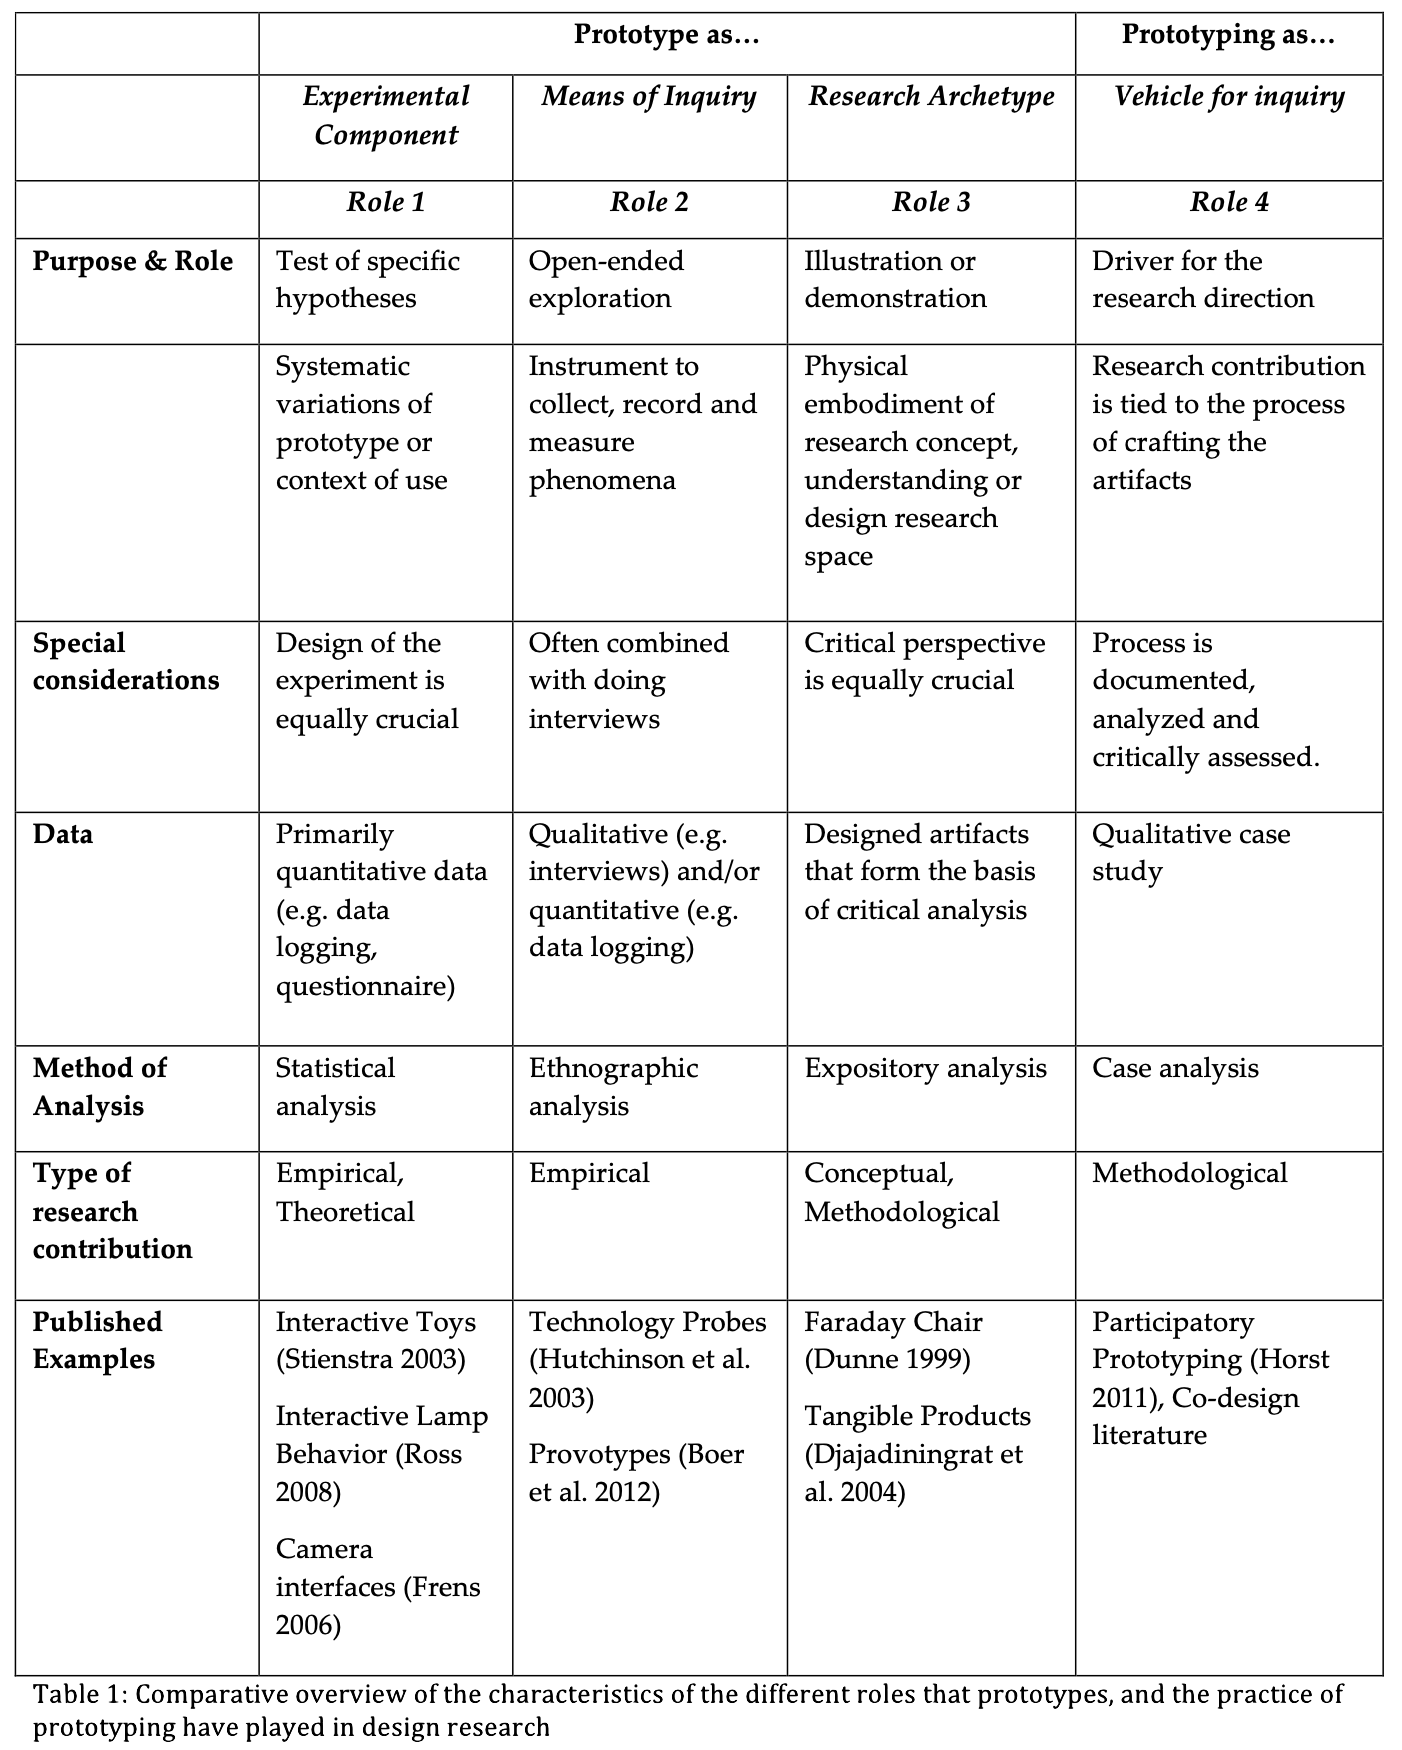 Prototype as…
Prototyping as…
Experimental
Component
Means of Inquiry
Research Archetype
Vehicle for inquiry
Role 1
Role 2
Role 3
Role 4
Purpose & Role
Test of specific
hypotheses
Open-ended
exploration
Illustration or
demonstration
Driver for the
research direction
Systematic
variations of
prototype or
context of use
Instrument to
collect, record and
measure
phenomena
Physical
embodiment of
research concept,
understanding or
design research
space
Research contribution
is tied to the process
of crafting the
artifacts
Special
considerations
Design of the
experiment is
equally crucial
Often combined
with doing
interviews
Critical perspective
is equally crucial
Process is
documented,
analyzed and
critically assessed.
Data
Primarily
quantitative data
(e.g. data
logging,
questionnaire)
Qualitative (e.g.
interviews) and/or
quantitative (e.g.
data logging)
Designed artifacts
that form the basis
of critical analysis
Qualitative case
study
Method of
Analysis
Statistical
analysis
Ethnographic
analysis
Expository analysis
Case analysis
Type of
research
contribution
Empirical,
Theoretical
Empirical
Conceptual,
Methodological
Methodological
Published
Examples
Interactive Toys
(Stienstra 2003)
Interactive Lamp
Behavior (Ross
2008)
Camera
interfaces (Frens
2006)
Technology Probes
(Hutchinson et al.
2003)
Provotypes (Boer
et al. 2012)
Faraday Chair
(Dunne 1999)
Tangible Products
(Djajadiningrat et
al. 2004)
Participatory
Prototyping (Horst
2011), Co-design
literature
Table 1: Comparative overview of the characteristics of the different roles that prototypes, and the practice of
prototyping have played in design research